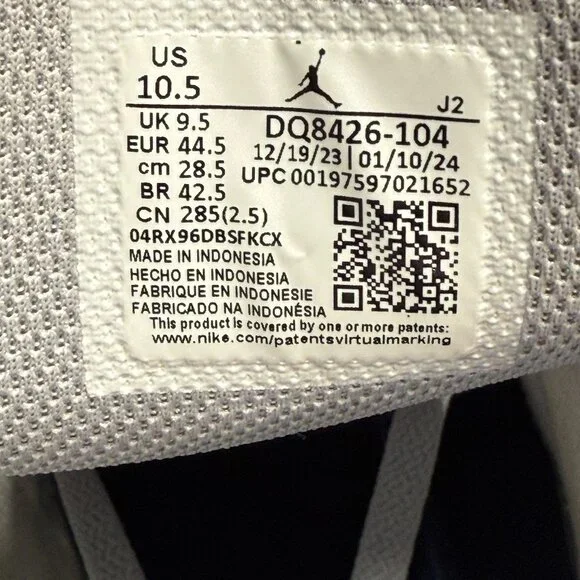 US
10.5
J2
UK 9.5
EUR 44.5
cm 28.5
BR 42.5
CN 285(2.5)
DQ8426-104
12/19/23 | 01/10/24
UPC 00197597021652
04RX96DBSFKCX
MADE IN INDONESIA
HECHO EN INDONESIA
FABRIQUE EN INDONESIE
FABRICADO NA INDONÉSIA
This product is covered by one or more patents:
www.nike.com/patentsvirtualmarking